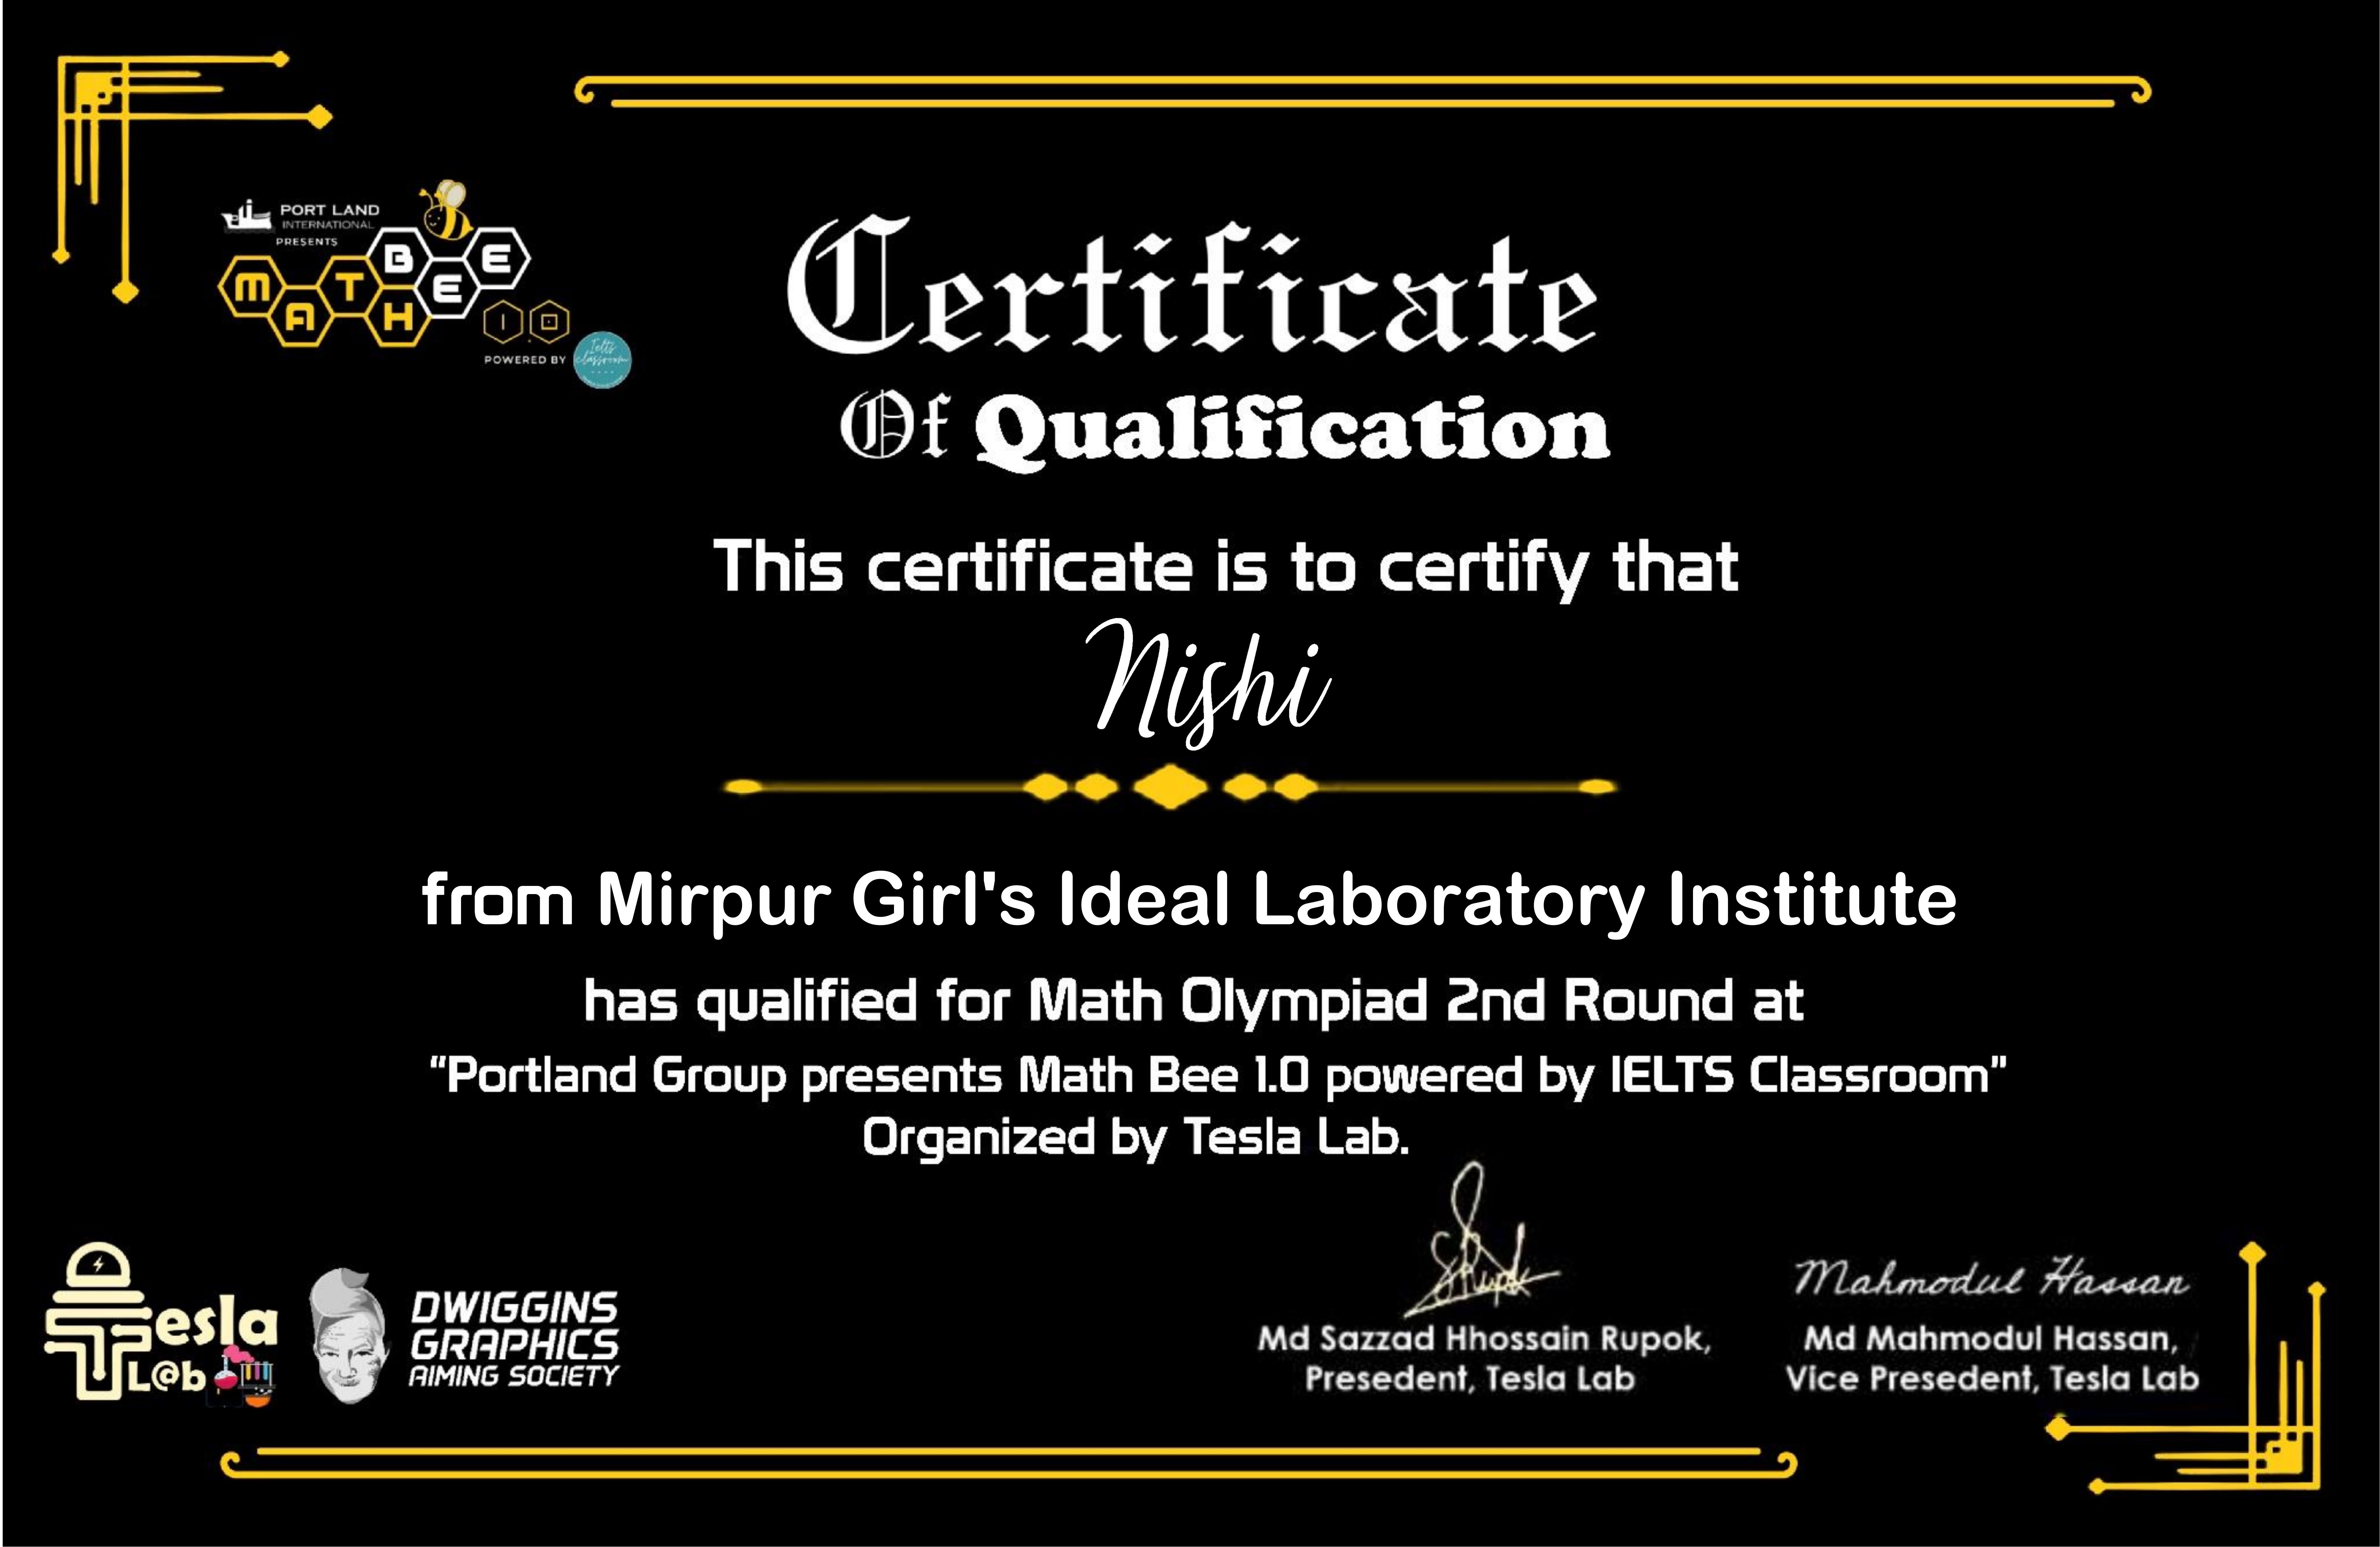 PORT LAND
INTERNATIONAL
PRESENTS
MATH BEE
1.0
POWERED BY
Ielts classroom
Certificate
Of Qualification
This certificate is to certify that
Nishi
from Mirpur Girl's Ideal Laboratory Institute
has qualified for Math Olympiad 2nd Round at
“Portland Group presents Math Bee 1.0 powered by IELTS Classroom”
Organized by Tesla Lab.
Tesla
L@b
DWIGGINS
GRAPHICS
AIMING SOCIETY
Md Sazzad Hhossain Rupok,
Presedent, Tesla Lab
Mahmodul Hassan
Md Mahmodul Hassan,
Vice Presedent, Tesla Lab